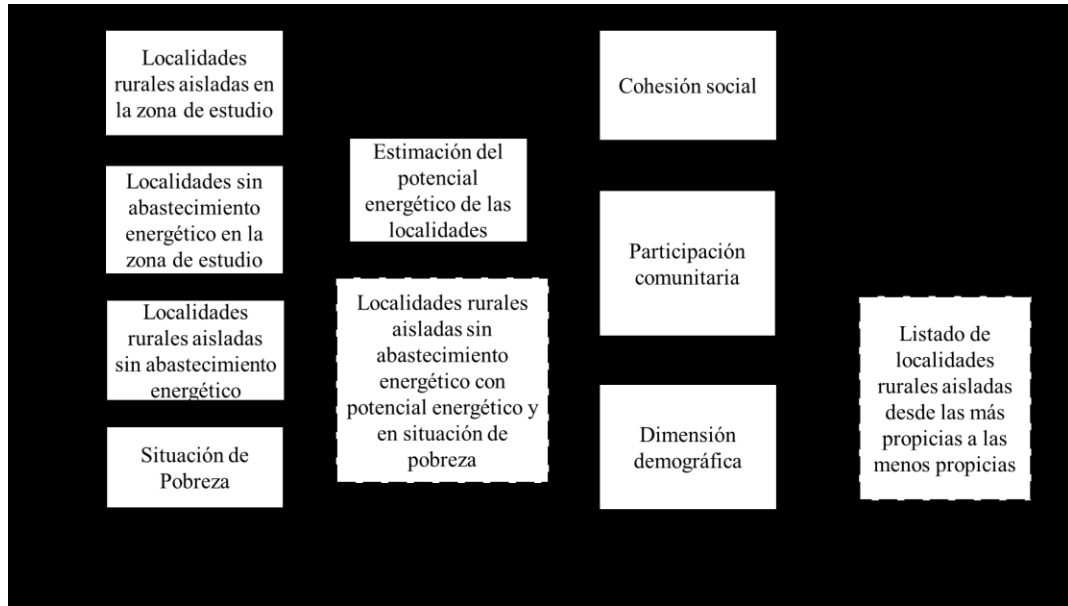 Localidades
rurales aisladas en
la zona de estudio
Localidades sin
abastecimiento
energético en la
zona de estudio
Localidades
rurales aisladas
sin abastecimiento
energético
Situación de
Pobreza
Estimación del
potencial
energético de las
localidades
Localidades rurales
aisladas sin
abastecimiento
energético con
potencial energético y
en situación de
pobreza
Cohesión social
Participación
comunitaria
Dimensión
demográfica
Listado de
localidades
rurales aisladas
desde las más
propicias a las
menos propicias